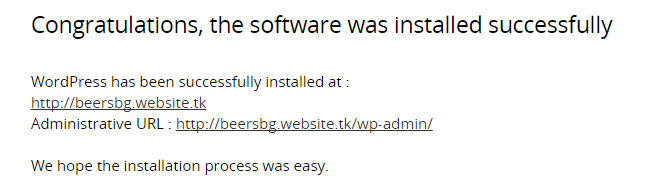 Congratulations, the software was installed successfully
WordPress has been successfully installed at :
http://beersbg.website.tk
Administrative URL : http://beersbg.website.tk/wp-admin/
We hope the installation process was easy.